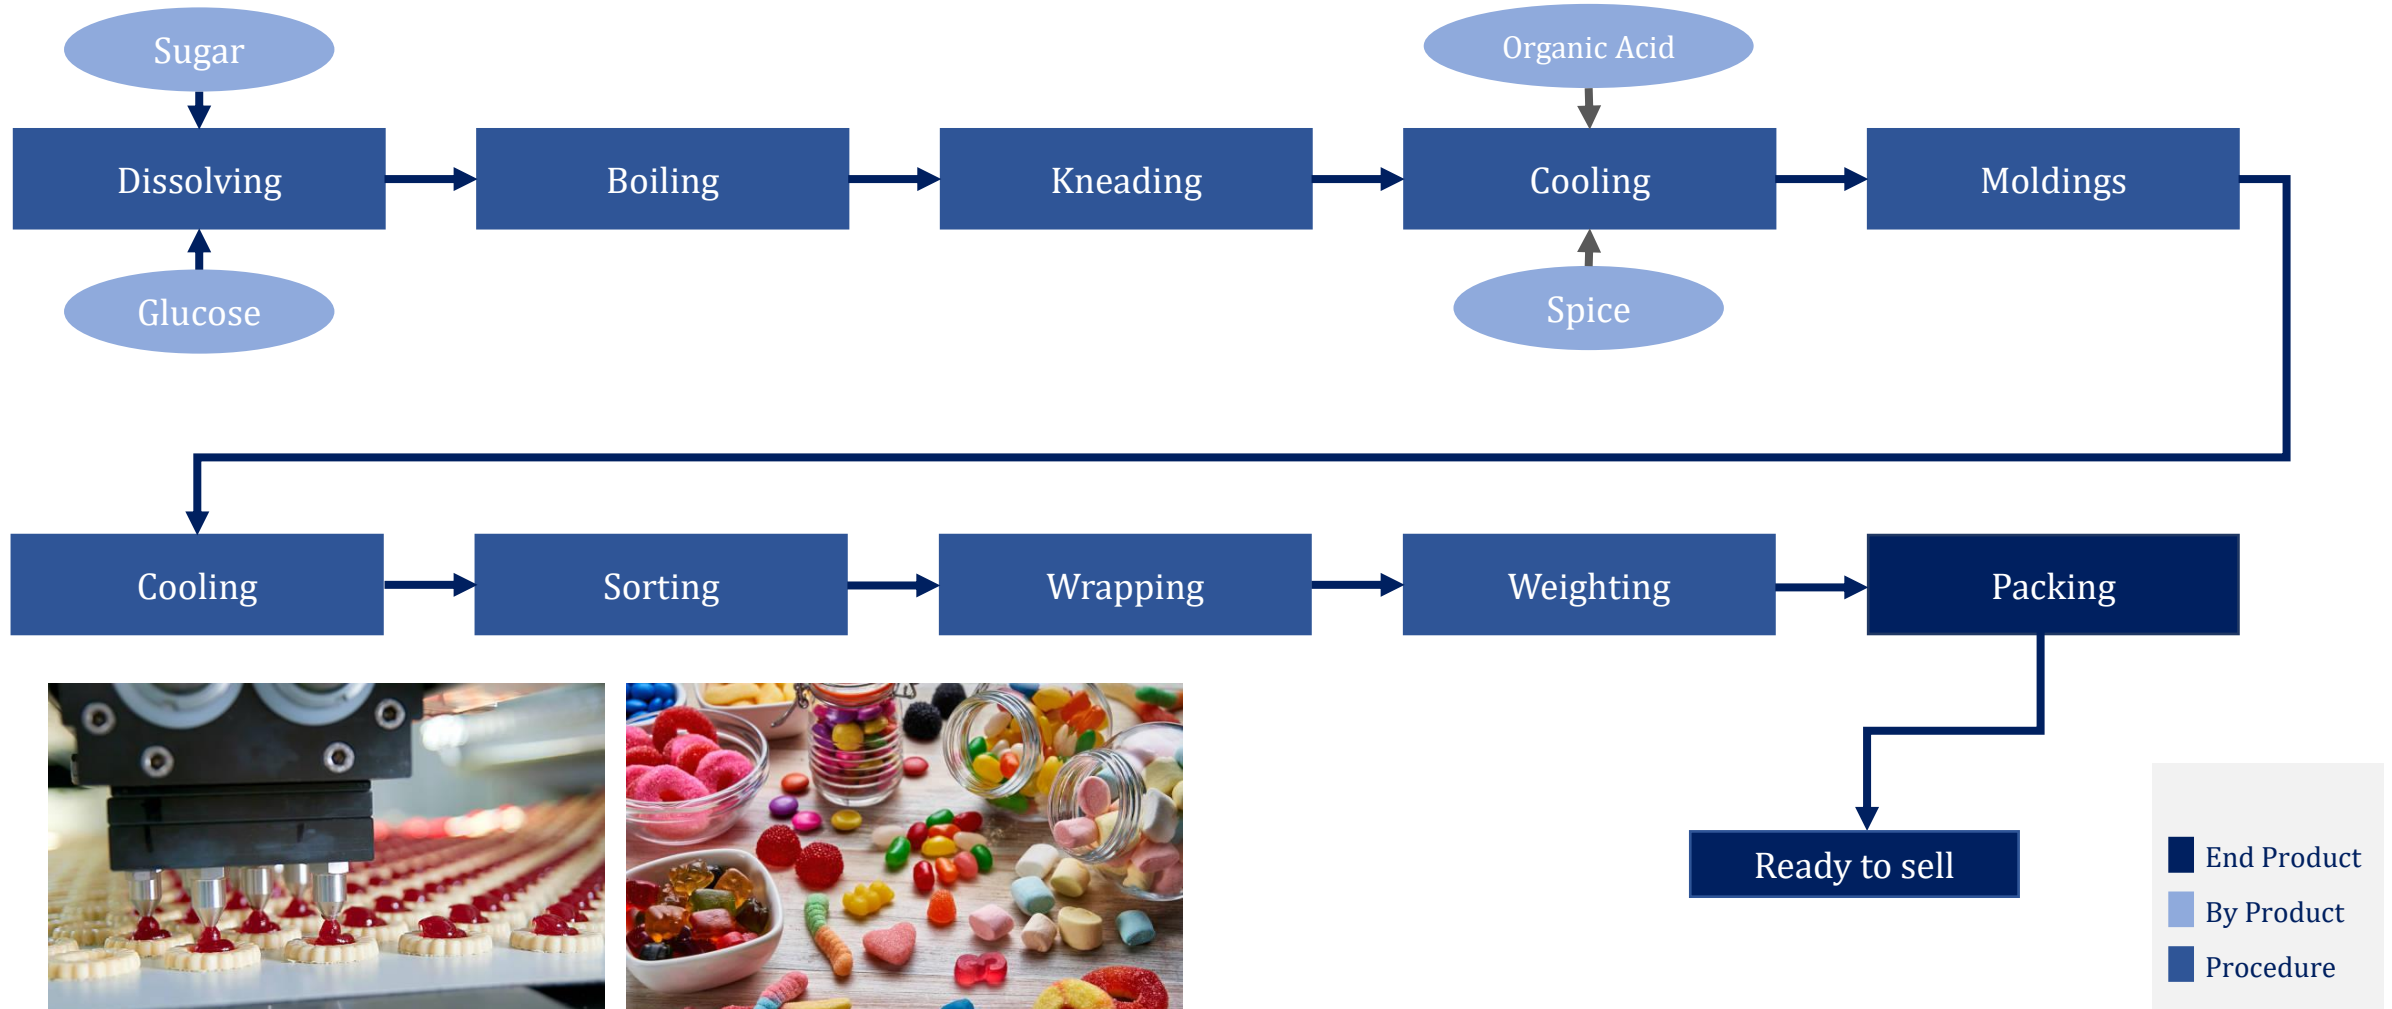 Sugar
Organic Acid
Dissolving
Boiling
Kneading
Cooling
Moldings
Glucose
Spice
Cooling
Sorting
Wrapping
Weighting
Packing
Ready to sell
End Product
By Product
Procedure